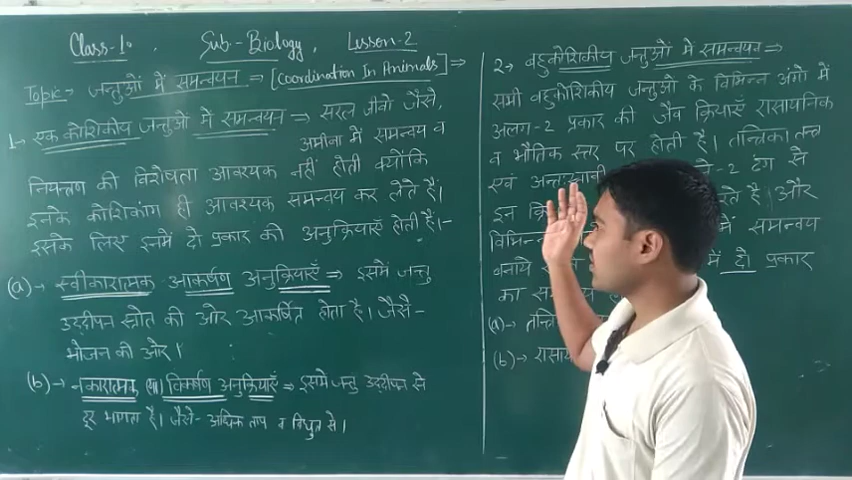 Class-10. Sub-Biology, Lesson-2
Topic→ जन्तुओं में समन्वयन ⇒ [Coordination In Animals] ⇒
1→ एक कोशिकीय जन्तुओ में समन्वयन ⇒ सरल जीवो जैसे,
अमीबा में समन्वय व
नियन्त्रण की विशेषता आवश्यक नहीं होती क्योंकि
इनके कोशिकांग ही आवश्यक समन्वय कर लेते हैं।
इसके लिए इनमें दो प्रकार की अनुक्रियाएँ होती हैं।-
(a)→ स्वीकारात्मक आकर्षण अनुक्रियाएँ ⇒ इसमें जन्तु
उद्दीपन स्त्रोत की ओर आकर्षित होता है। जैसे-
भोजन की ओर।
(b)→ नकारात्मक विकर्षण अनुक्रियाएँ ⇒ इसमें जन्तु उद्दीपन से
दूर भागता है। जैसे- अधिक ताप व विधुत से।
2→ बहुकोशिकीय जन्तुओं में समन्वयन ⇒
सभी बहुकोशिकीय जन्तुओ के विभिन्न अंगो में
अलग-2 प्रकार की जैव क्रियाएँ रासायनिक
व भौतिक स्तर पर होती है। तन्त्रिका तन्त्र
एवं अन्तःस्त्रावी -2 ढंग से
इन है। और
में समन्वय
बनाये में दो प्रकार
का
(a)→
(b)→